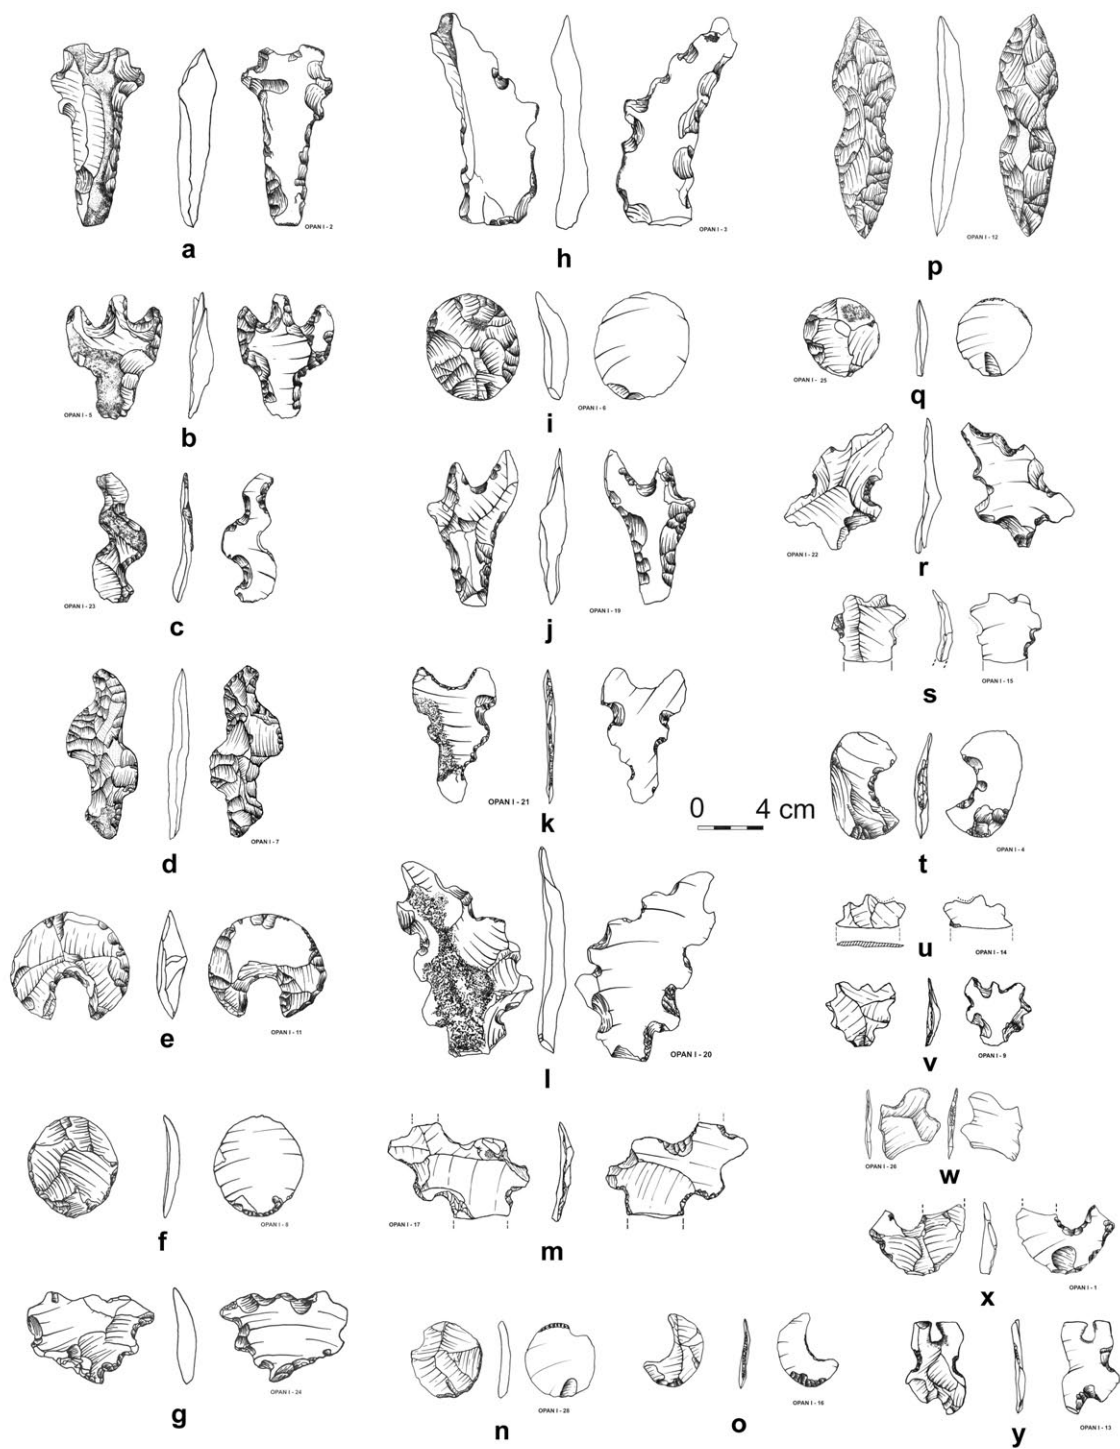 OPAN I - 2
a
OPAN I - 5
b
OPAN I - 23
c
OPAN I - 7
d
OPAN I - 11
e
OPAN I - 8
f
OPAN I - 24
g
OPAN I - 3
h
OPAN I - 6
i
OPAN I - 19
j
OPAN I - 21
k
0 4 cm
OPAN I - 20
l
OPAN I - 17
m
OPAN I - 28
n
OPAN I - 16
o
OPAN I - 12
p
OPAN I - 25
q
OPAN I - 22
r
OPAN I - 15
s
OPAN I - 4
t
OPAN I - 14
u
OPAN I - 9
v
OPAN I - 26
w
OPAN I - 1
x
OPAN I - 13
y